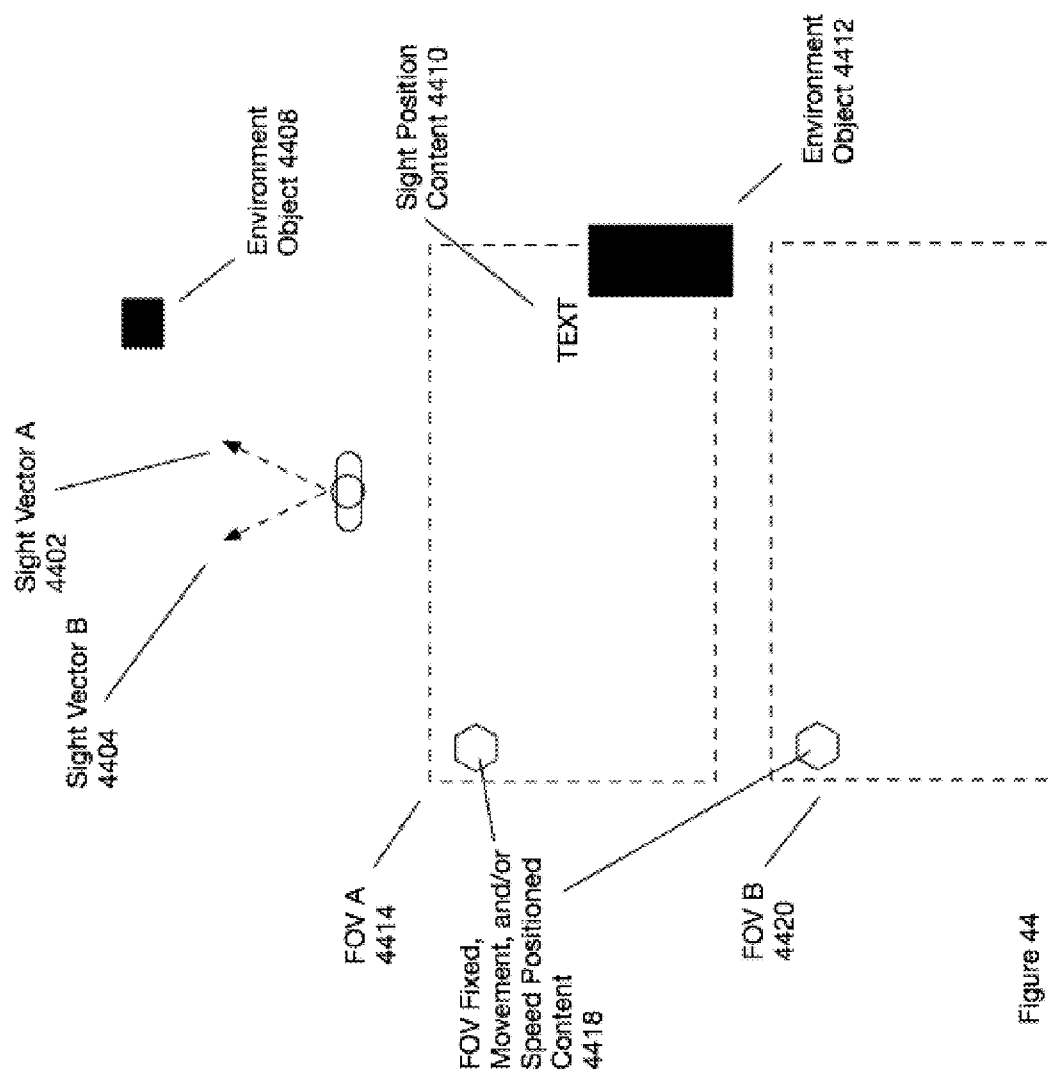 Sight Vector A
4402
Sight Vector B
4404
Environment
Object 4408
Sight Position
Content 4410
TEXT
Environment
Object 4412
FOV A
4414
FOV Fixed,
Movement, and/or
Speed Positioned
Content
4418
FOV B
4420
Figure 44